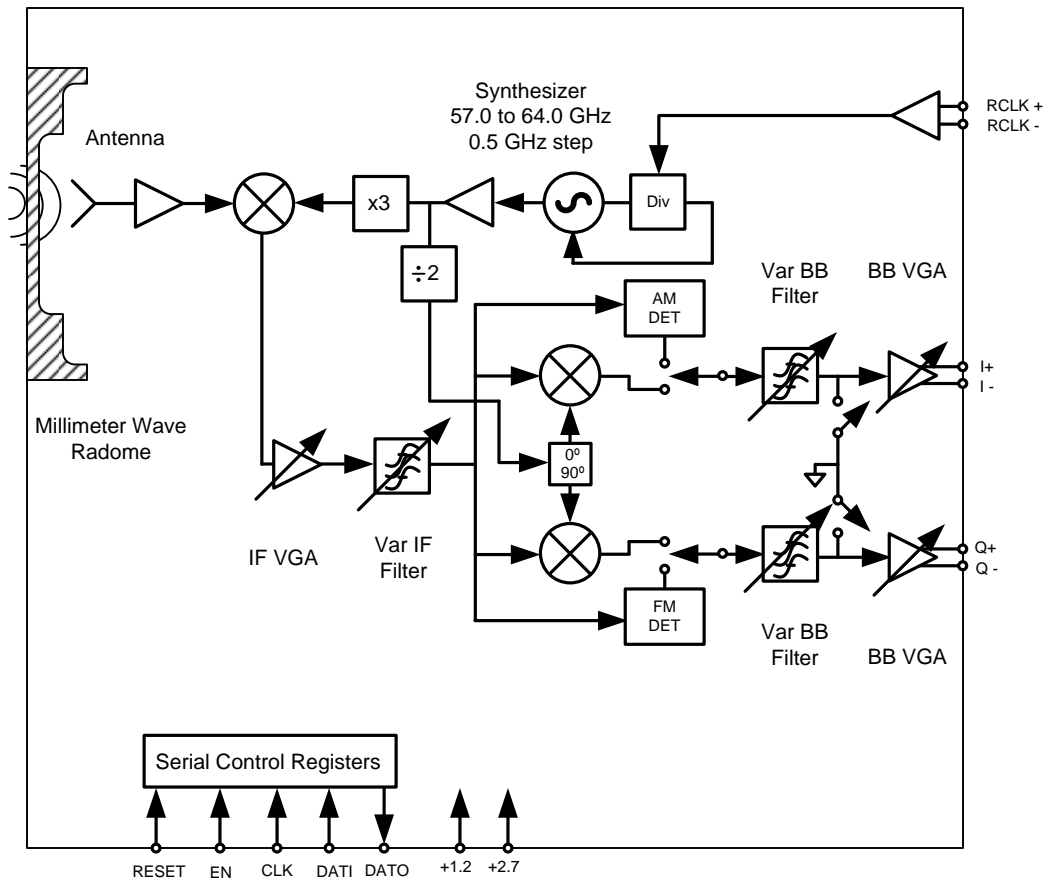 Synthesizer
57.0 to 64.0 GHz
0.5 GHz step
RCLK +
RCLK -
Antenna
x3
Div
÷2
Var BB
Filter
BB VGA
AM
DET
I+
I -
Millimeter Wave
Radome
0º
90º
IF VGA
Var IF
Filter
Q+
Q -
FM
DET
Var BB
Filter
BB VGA
Serial Control Registers
RESET
EN
CLK
DATI
DATO
+1.2
+2.7